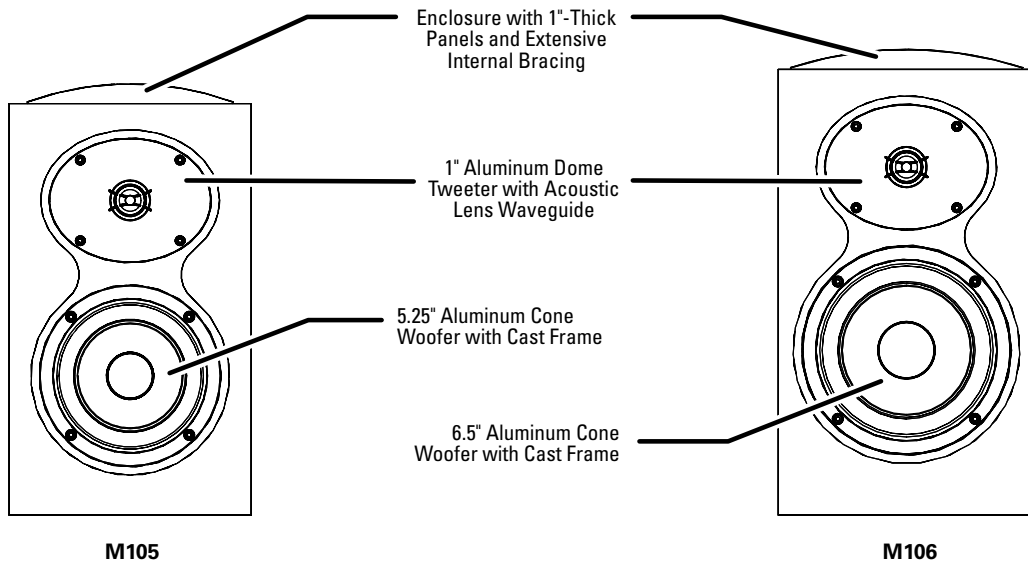 Enclosure with 1"-Thick
Panels and Extensive
Internal Bracing
1" Aluminum Dome
Tweeter with Acoustic
Lens Waveguide
5.25" Aluminum Cone
Woofer with Cast Frame
6.5" Aluminum Cone
Woofer with Cast Frame
M105
M106